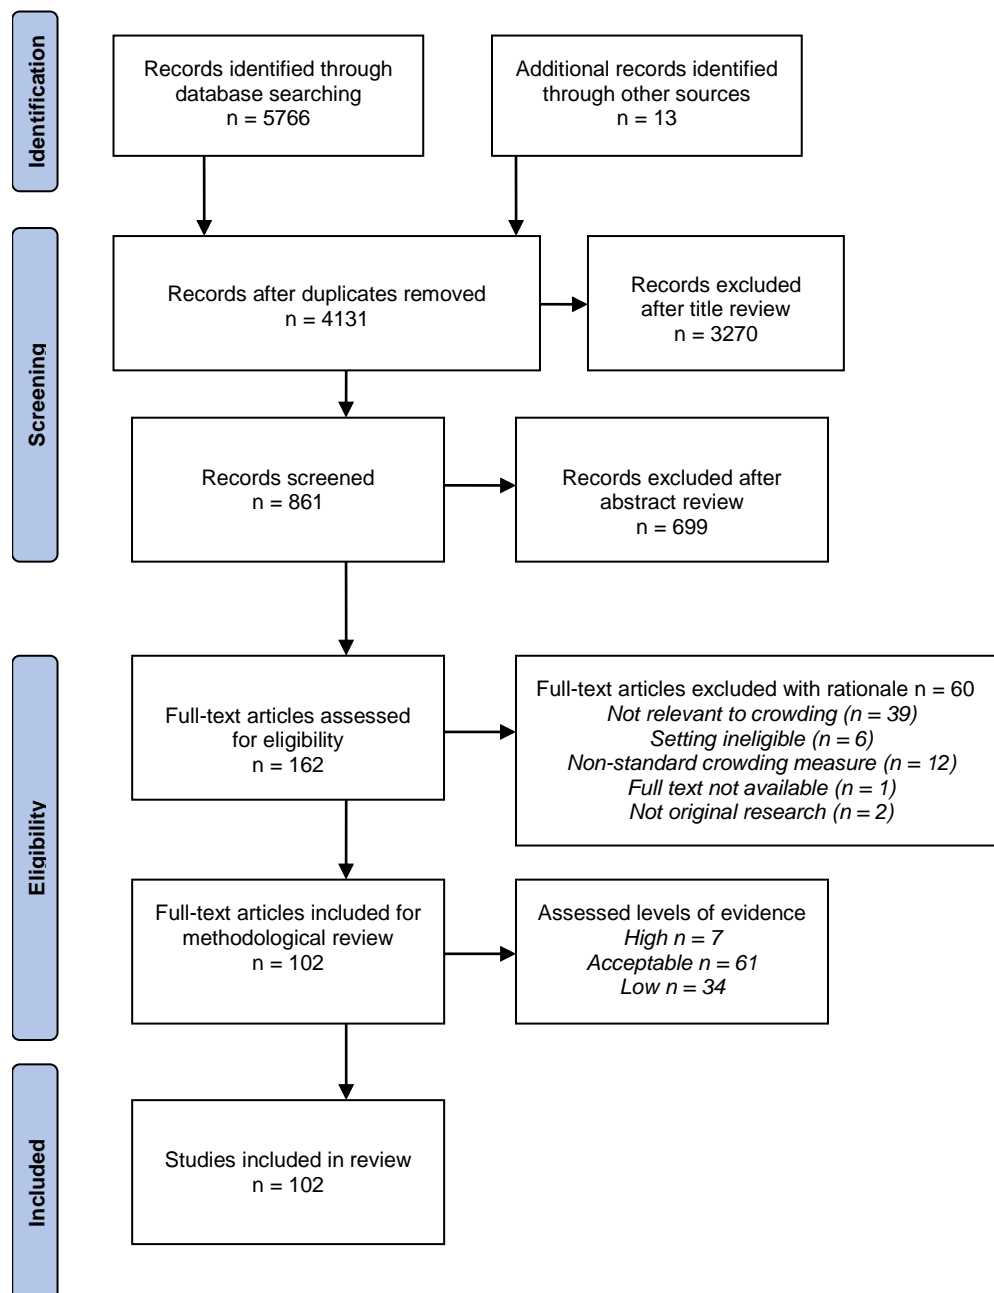 Identification
Records identified through
database searching
n = 5766
Additional records identified
through other sources
n = 13
Screening
Records after duplicates removed
n = 4131
Records excluded
after title review
n = 3270
Records screened
n = 861
Records excluded after
abstract review
n = 699
Eligibility
Full-text articles assessed
for eligibility
n = 162
Full-text articles excluded with rationale n = 60
Not relevant to crowding (n = 39)
Setting ineligible (n = 6)
Non-standard crowding measure (n = 12)
Full text not available (n = 1)
Not original research (n = 2)
Full-text articles included for
methodological review
n = 102
Assessed levels of evidence
High n = 7
Acceptable n = 61
Low n = 34
Included
Studies included in review
n = 102